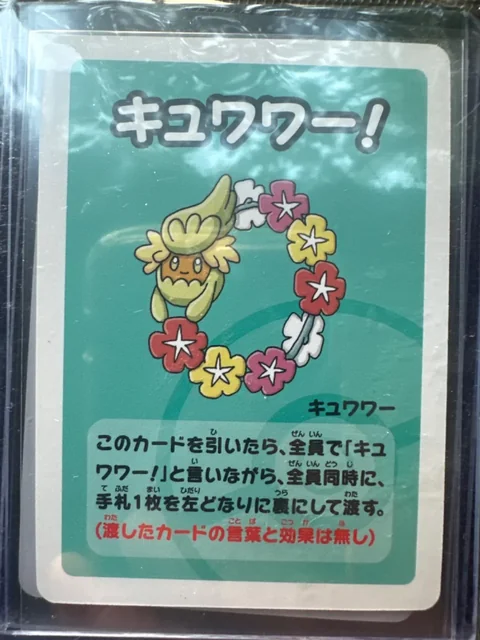 キュワワー!
キュワワー
このカードを引いたら、全員で「キュ
ワワー!」と言いながら、全員同時に、
手札1枚を左どなりに裏にして渡す。
(渡したカードの言葉と効果は無し)